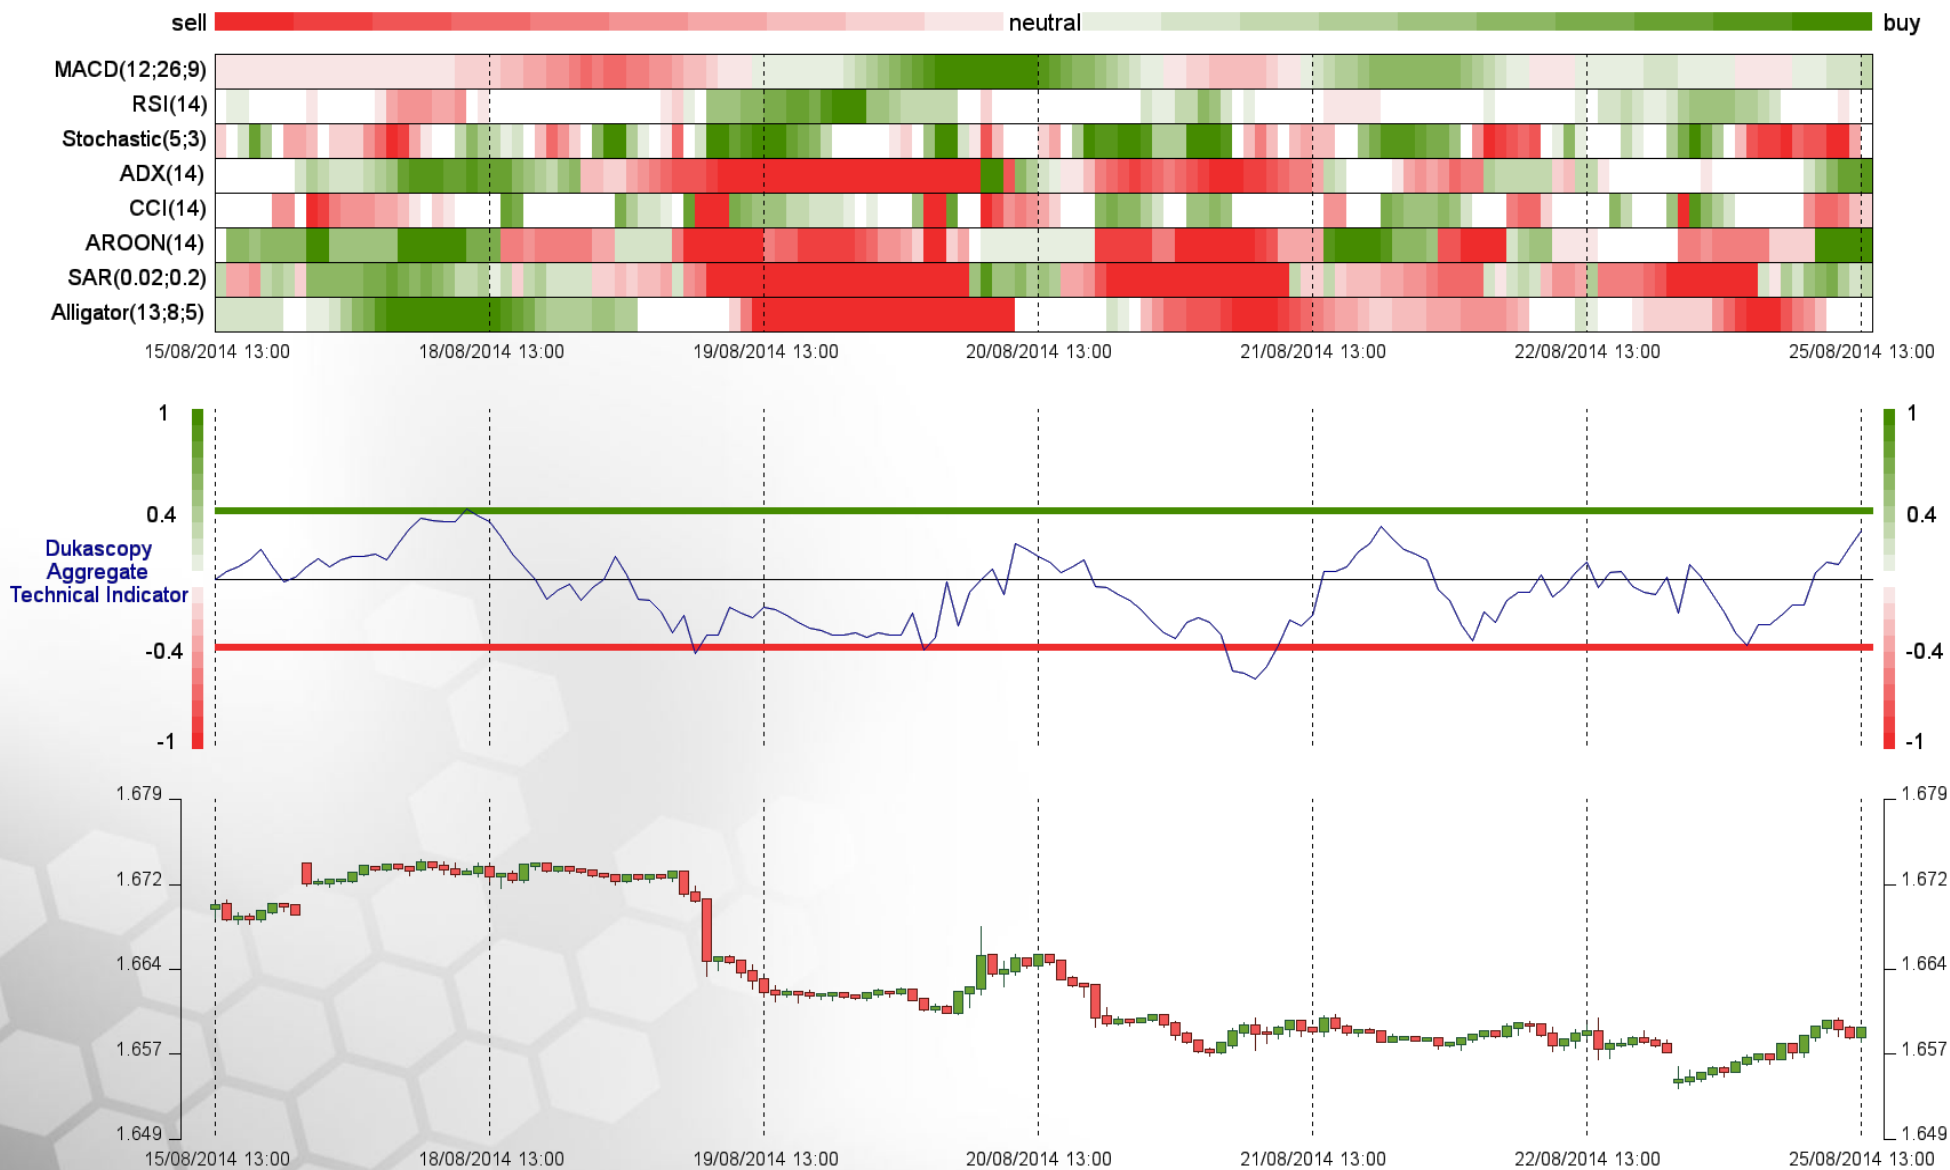 sell neutral buy
MACD(12;26;9)
RSI(14)
Stochastic(5;3)
ADX(14)
CCI(14)
AROON(14)
SAR(0.02;0.2)
Alligator(13;8;5)
15/08/2014 13:00 18/08/2014 13:00 19/08/2014 13:00 20/08/2014 13:00 21/08/2014 13:00 22/08/2014 13:00 25/08/2014 13:00
1 1
0.4 0.4
Dukascopy
Aggregate
Technical Indicator
-0.4 -0.4
-1 -1
1.679 1.679
1.672 1.672
1.664 1.664
1.657 1.657
1.649 1.649
15/08/2014 13:00 18/08/2014 13:00 19/08/2014 13:00 20/08/2014 13:00 21/08/2014 13:00 22/08/2014 13:00 25/08/2014 13:00